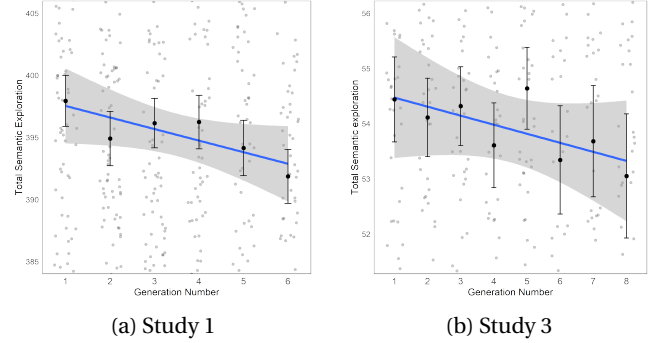 405
400
395
390
385
Total Semantic Exploration
1 2 3 4 5 6
Generation Number
(a) Study 1
56
55
54
53
52
Total Semantic Exploration
1 2 3 4 5 6 7 8
Generation Number
(b) Study 3